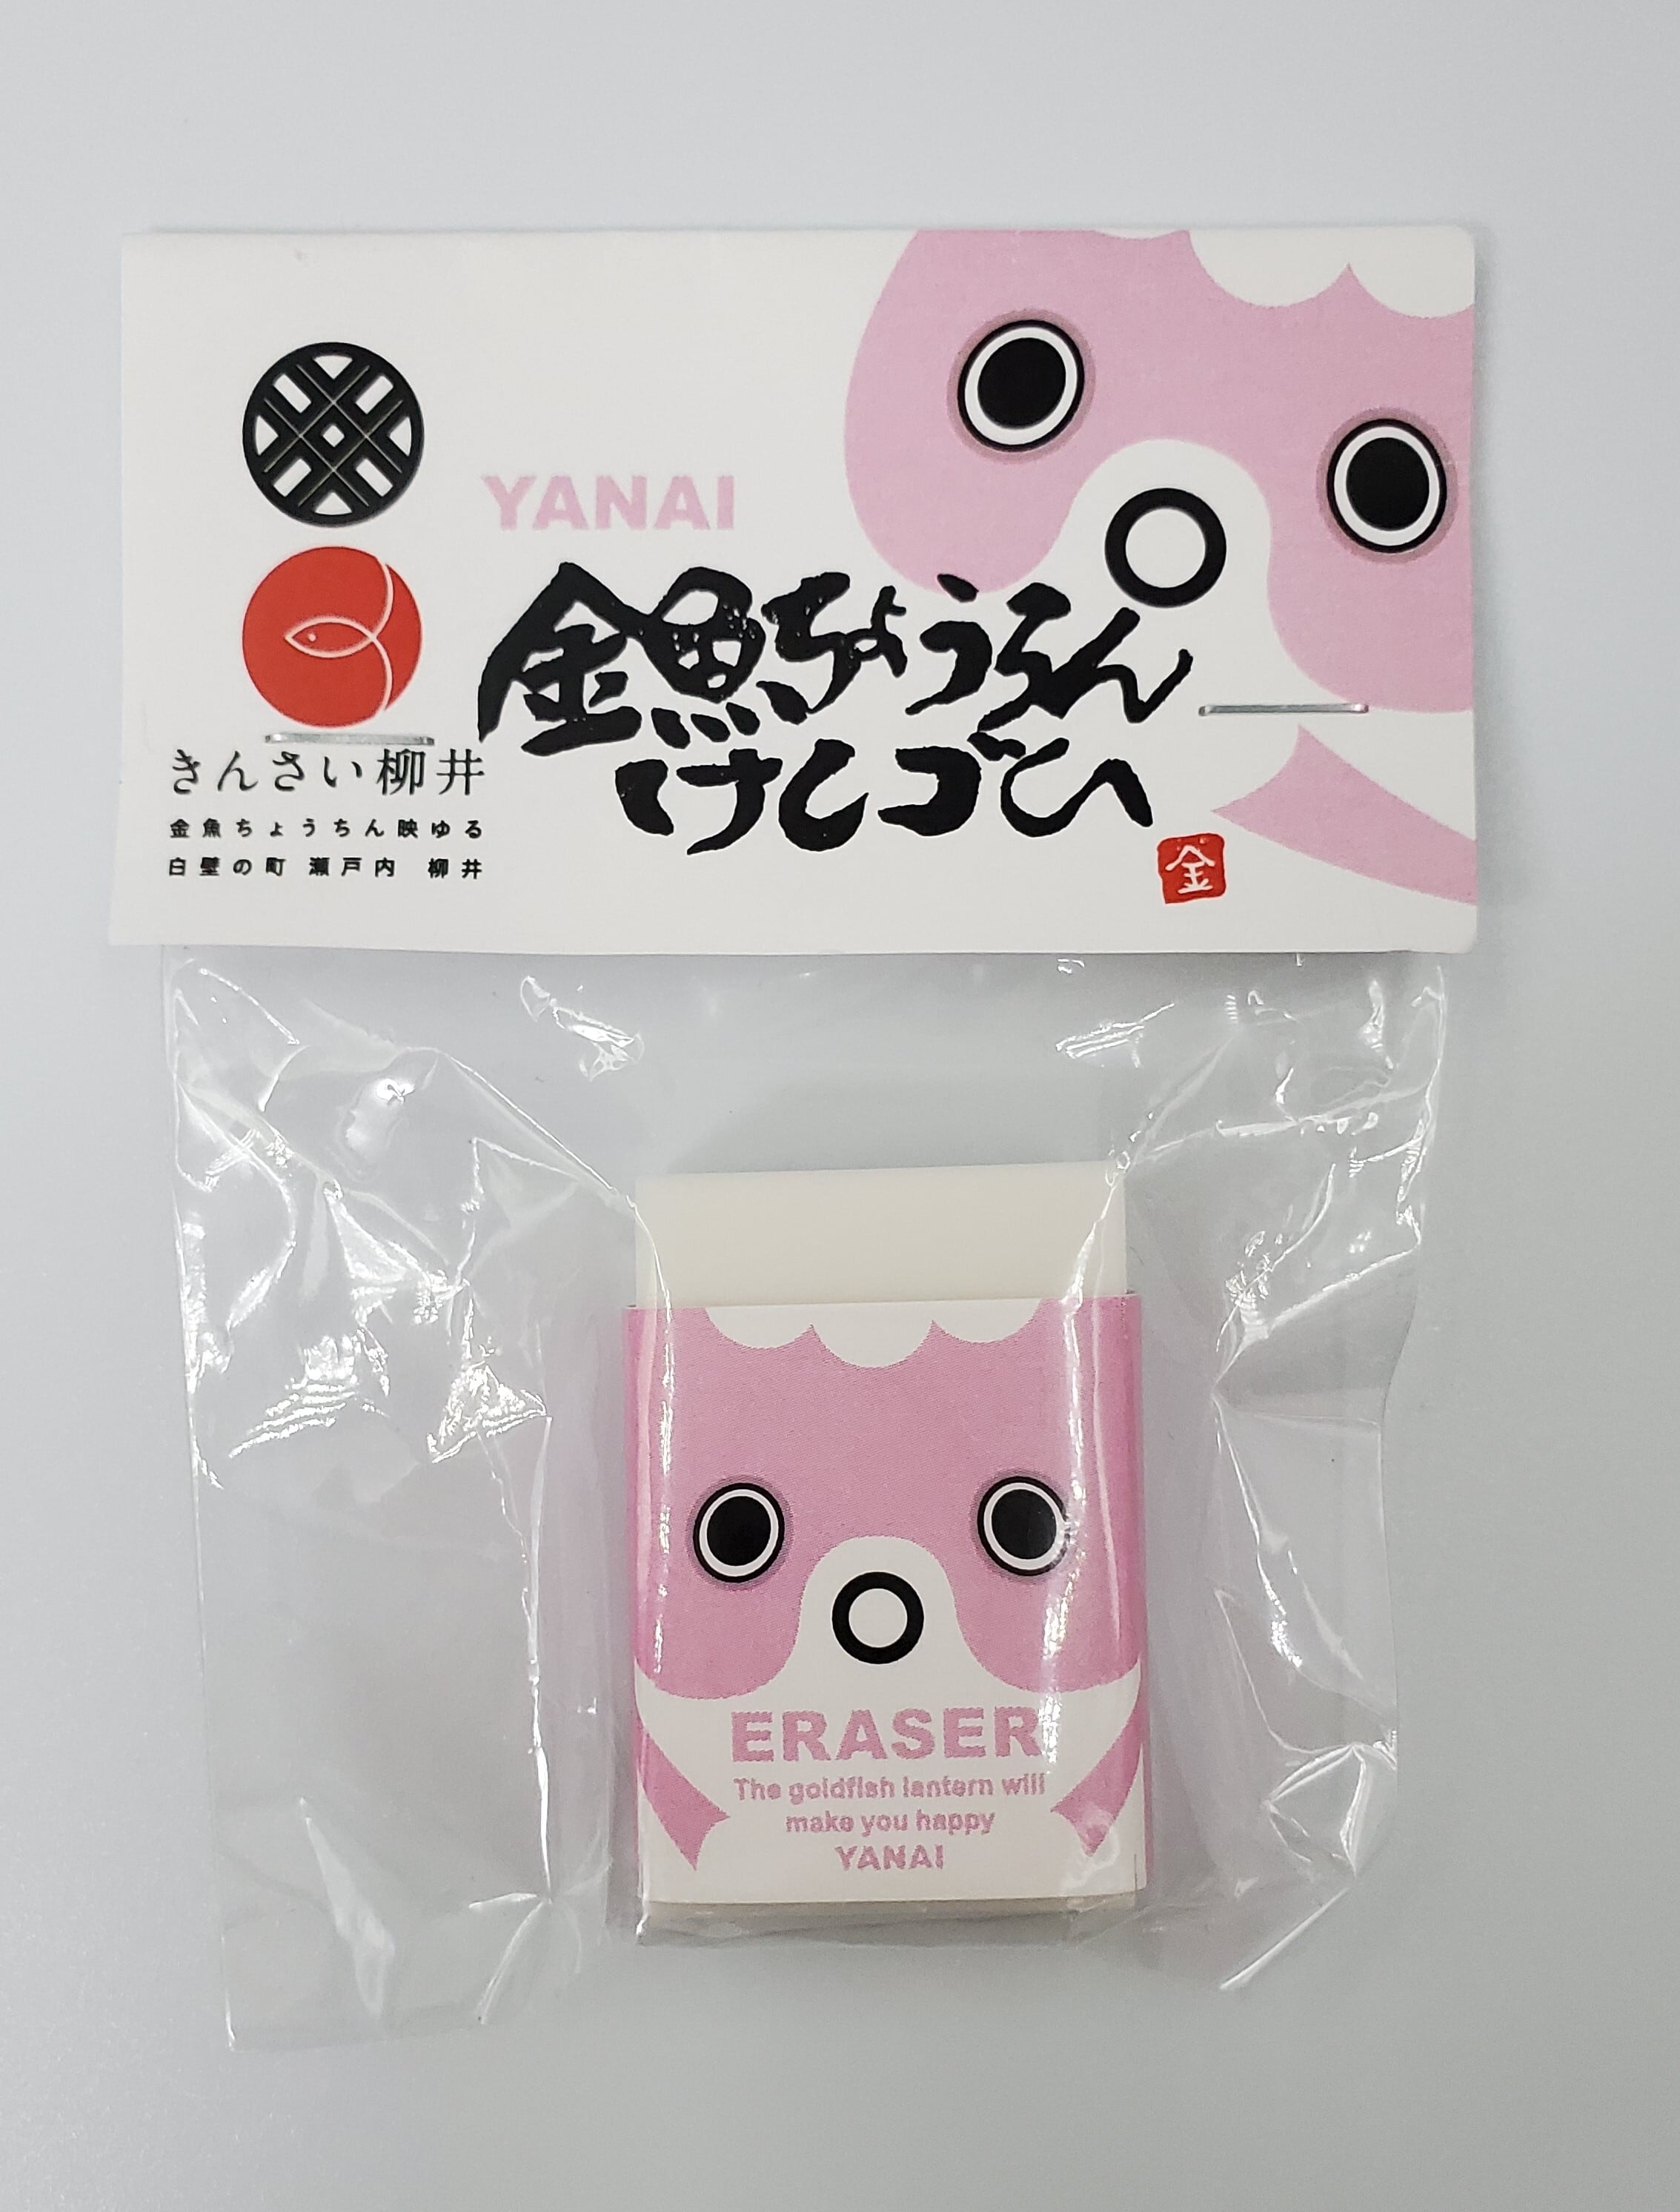 YANAI
金魚ちょうちん
けしゴム
金
きんさい柳井
金魚ちょうちん映ゆる
白壁の町 瀬戸内 柳井
ERASER
The goldfish lantern will
make you happy
YANAI